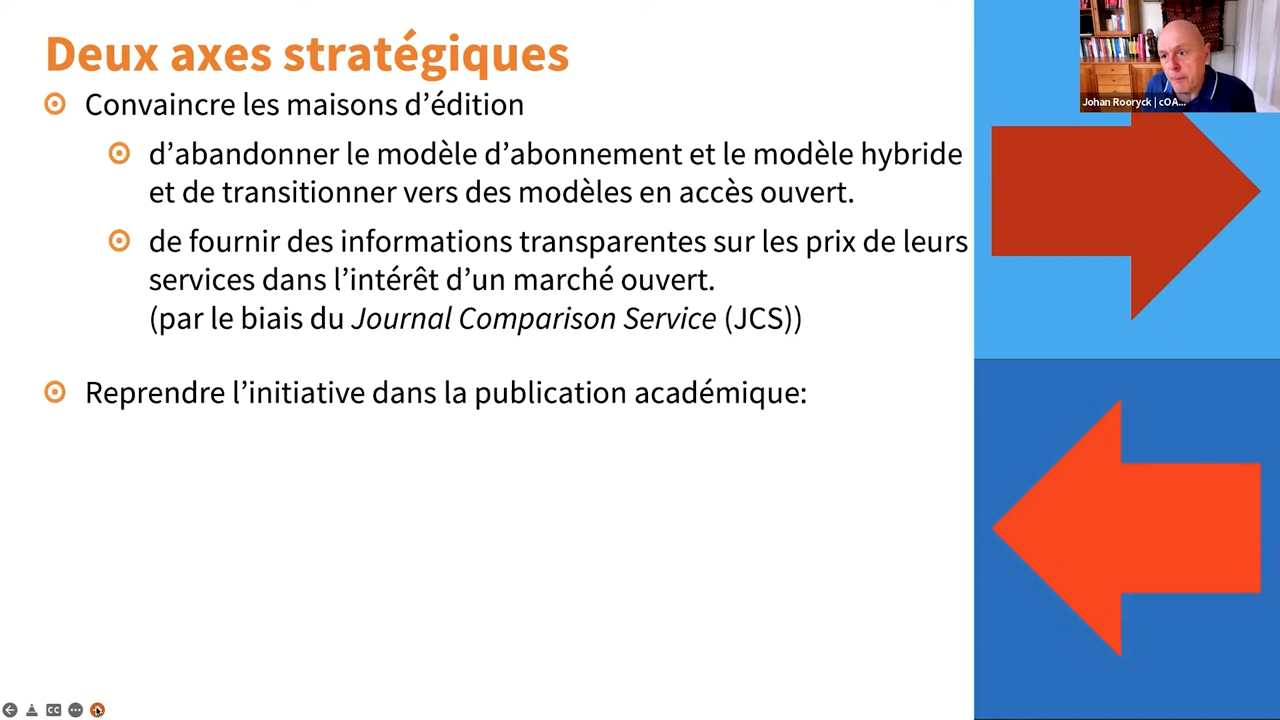 Deux axes stratégiques
Convaincre les maisons d’édition
d’abandonner le modèle d’abonnement et le modèle hybride
et de transitionner vers des modèles en accès ouvert.
de fournir des informations transparentes sur les prix de leurs
services dans l’intérêt d’un marché ouvert.
(par le biais du Journal Comparison Service (JCS))
Reprendre l’initiative dans la publication académique:
Johan Rooryck | cOA...
CC